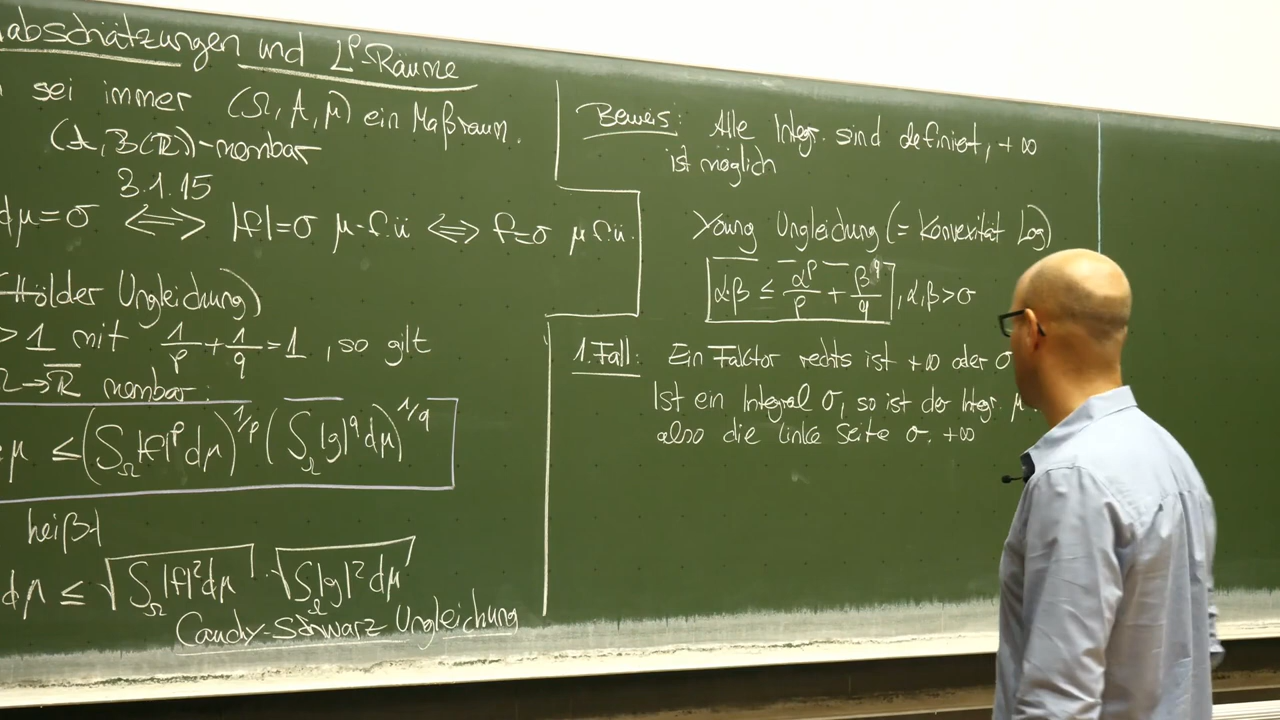 abschätzungen und L^p-Räume
sei immer (Ω, A, μ) ein Maßraum.
(A, B(ℝ̅))-messbar
3.1.15
dμ=0 ⟺ |f|=0 μ-f.ü ⟺ f=0 μ f.ü.
Hölder Ungleichung)
>1 mit 1/p + 1/q = 1, so gilt
Ω→ℝ̅ messbar:
μ ≤ (∫_Ω |f|^p dμ)^{1/p} (∫_Ω |g|^q dμ)^{1/q}
heißt
dμ ≤ √(∫_Ω |f|² dμ) · √(∫_Ω |g|² dμ)
Cauchy-Schwarz Ungleichung
Beweis: Alle Integr. sind definiert, +∞
ist möglich
Young Ungleichung (= Konvexität Log)
α·β ≤ α^p/p + β^q/q, α,β>0
1. Fall: Ein Faktor rechts ist +∞ oder 0
Ist ein Integral 0, so ist der Integr. μ
also die linke Seite 0. +∞